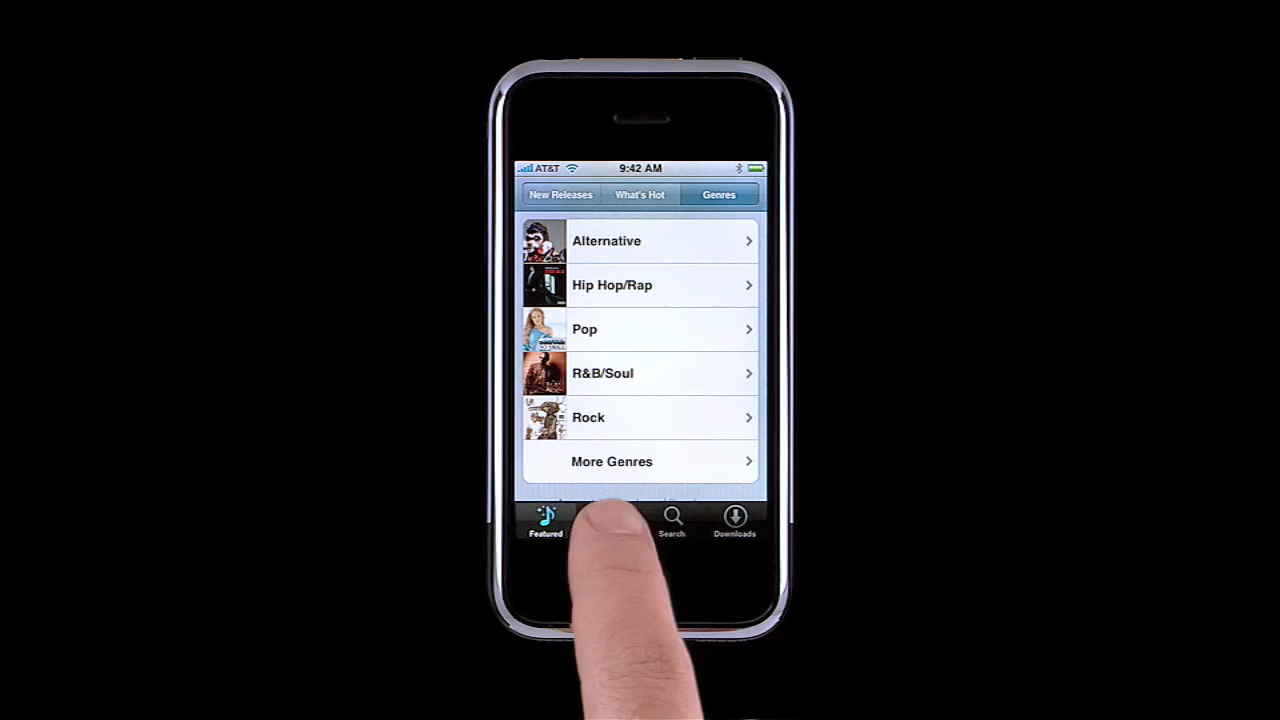 AT&T 9:42 AM
New Releases What's Hot Genres
Alternative
Hip Hop/Rap
Pop
R&B/Soul
Rock
More Genres
Featured Search Downloads